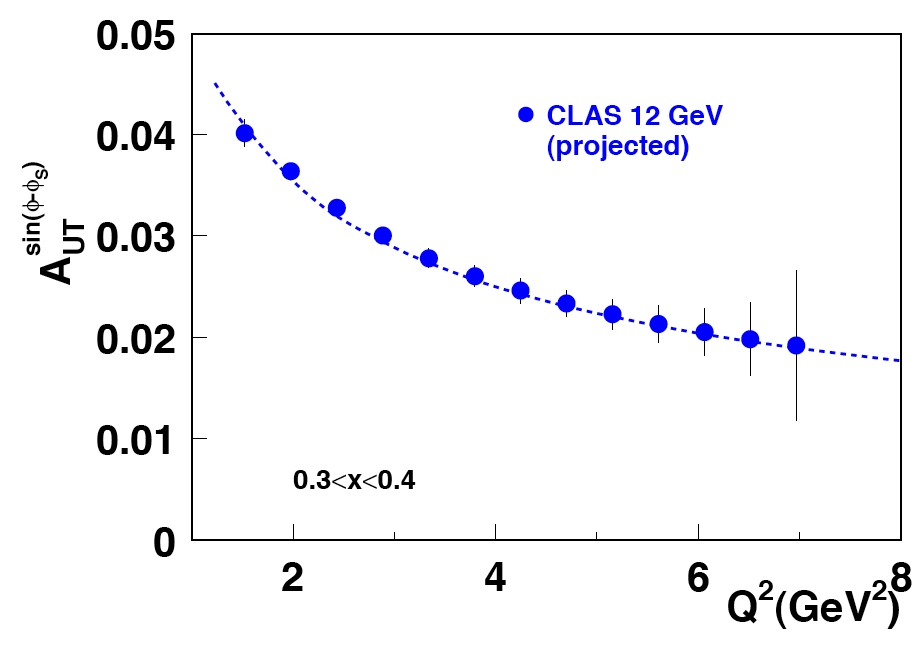 0.05
0.04
0.03
0.02
0.01
0
A_UT^sin(ϕ-ϕ_S)
CLAS 12 GeV
(projected)
0.3<x<0.4
2 4 6 8
Q²(GeV²)